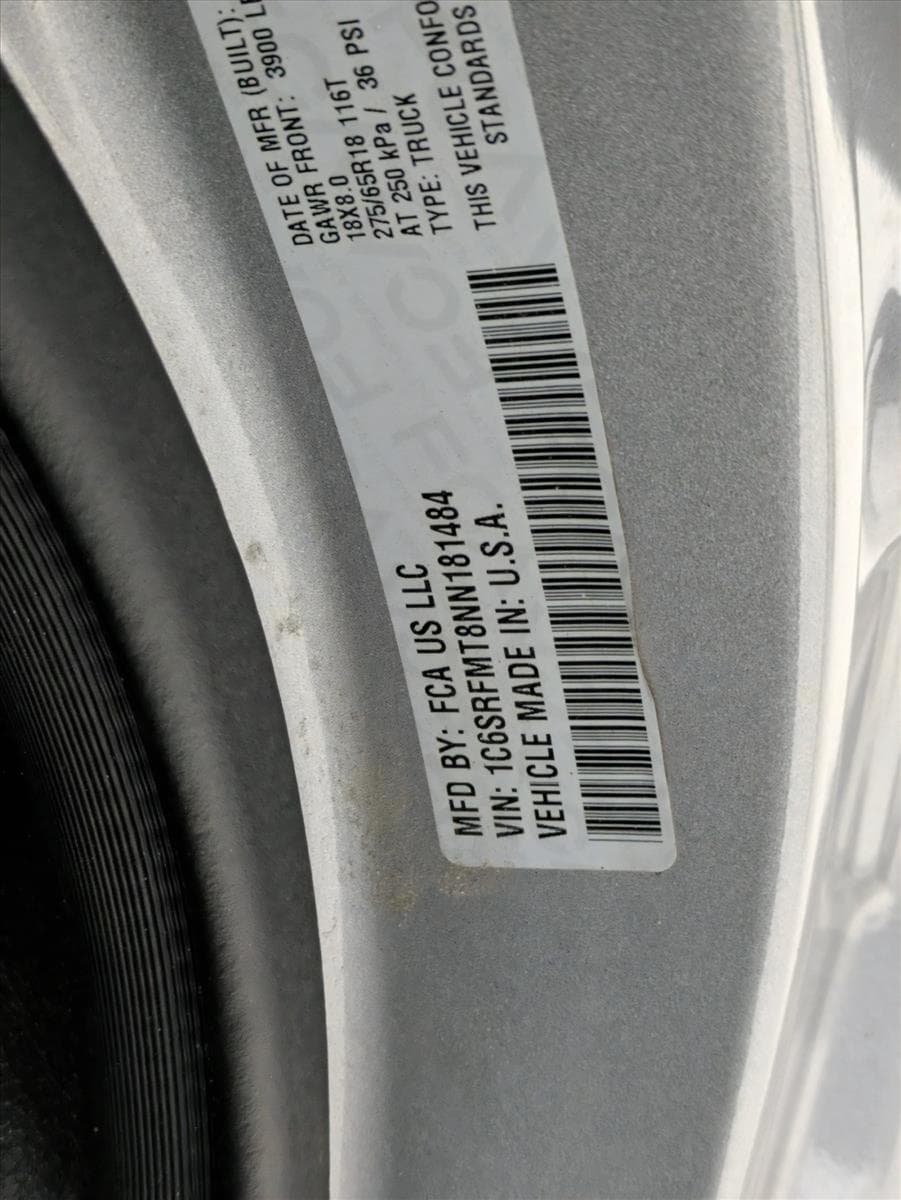 MFD BY: FCA US LLC
VIN: 1C6SRFMT8NN181484
VEHICLE MADE IN: U.S.A.
DATE OF MFR (BUILT):
GAWR FRONT: 3900 LB
18X8.0
275/65R18 116T
AT 250 kPa / 36 PSI
TYPE: TRUCK
THIS VEHICLE CONFO
STANDARDS